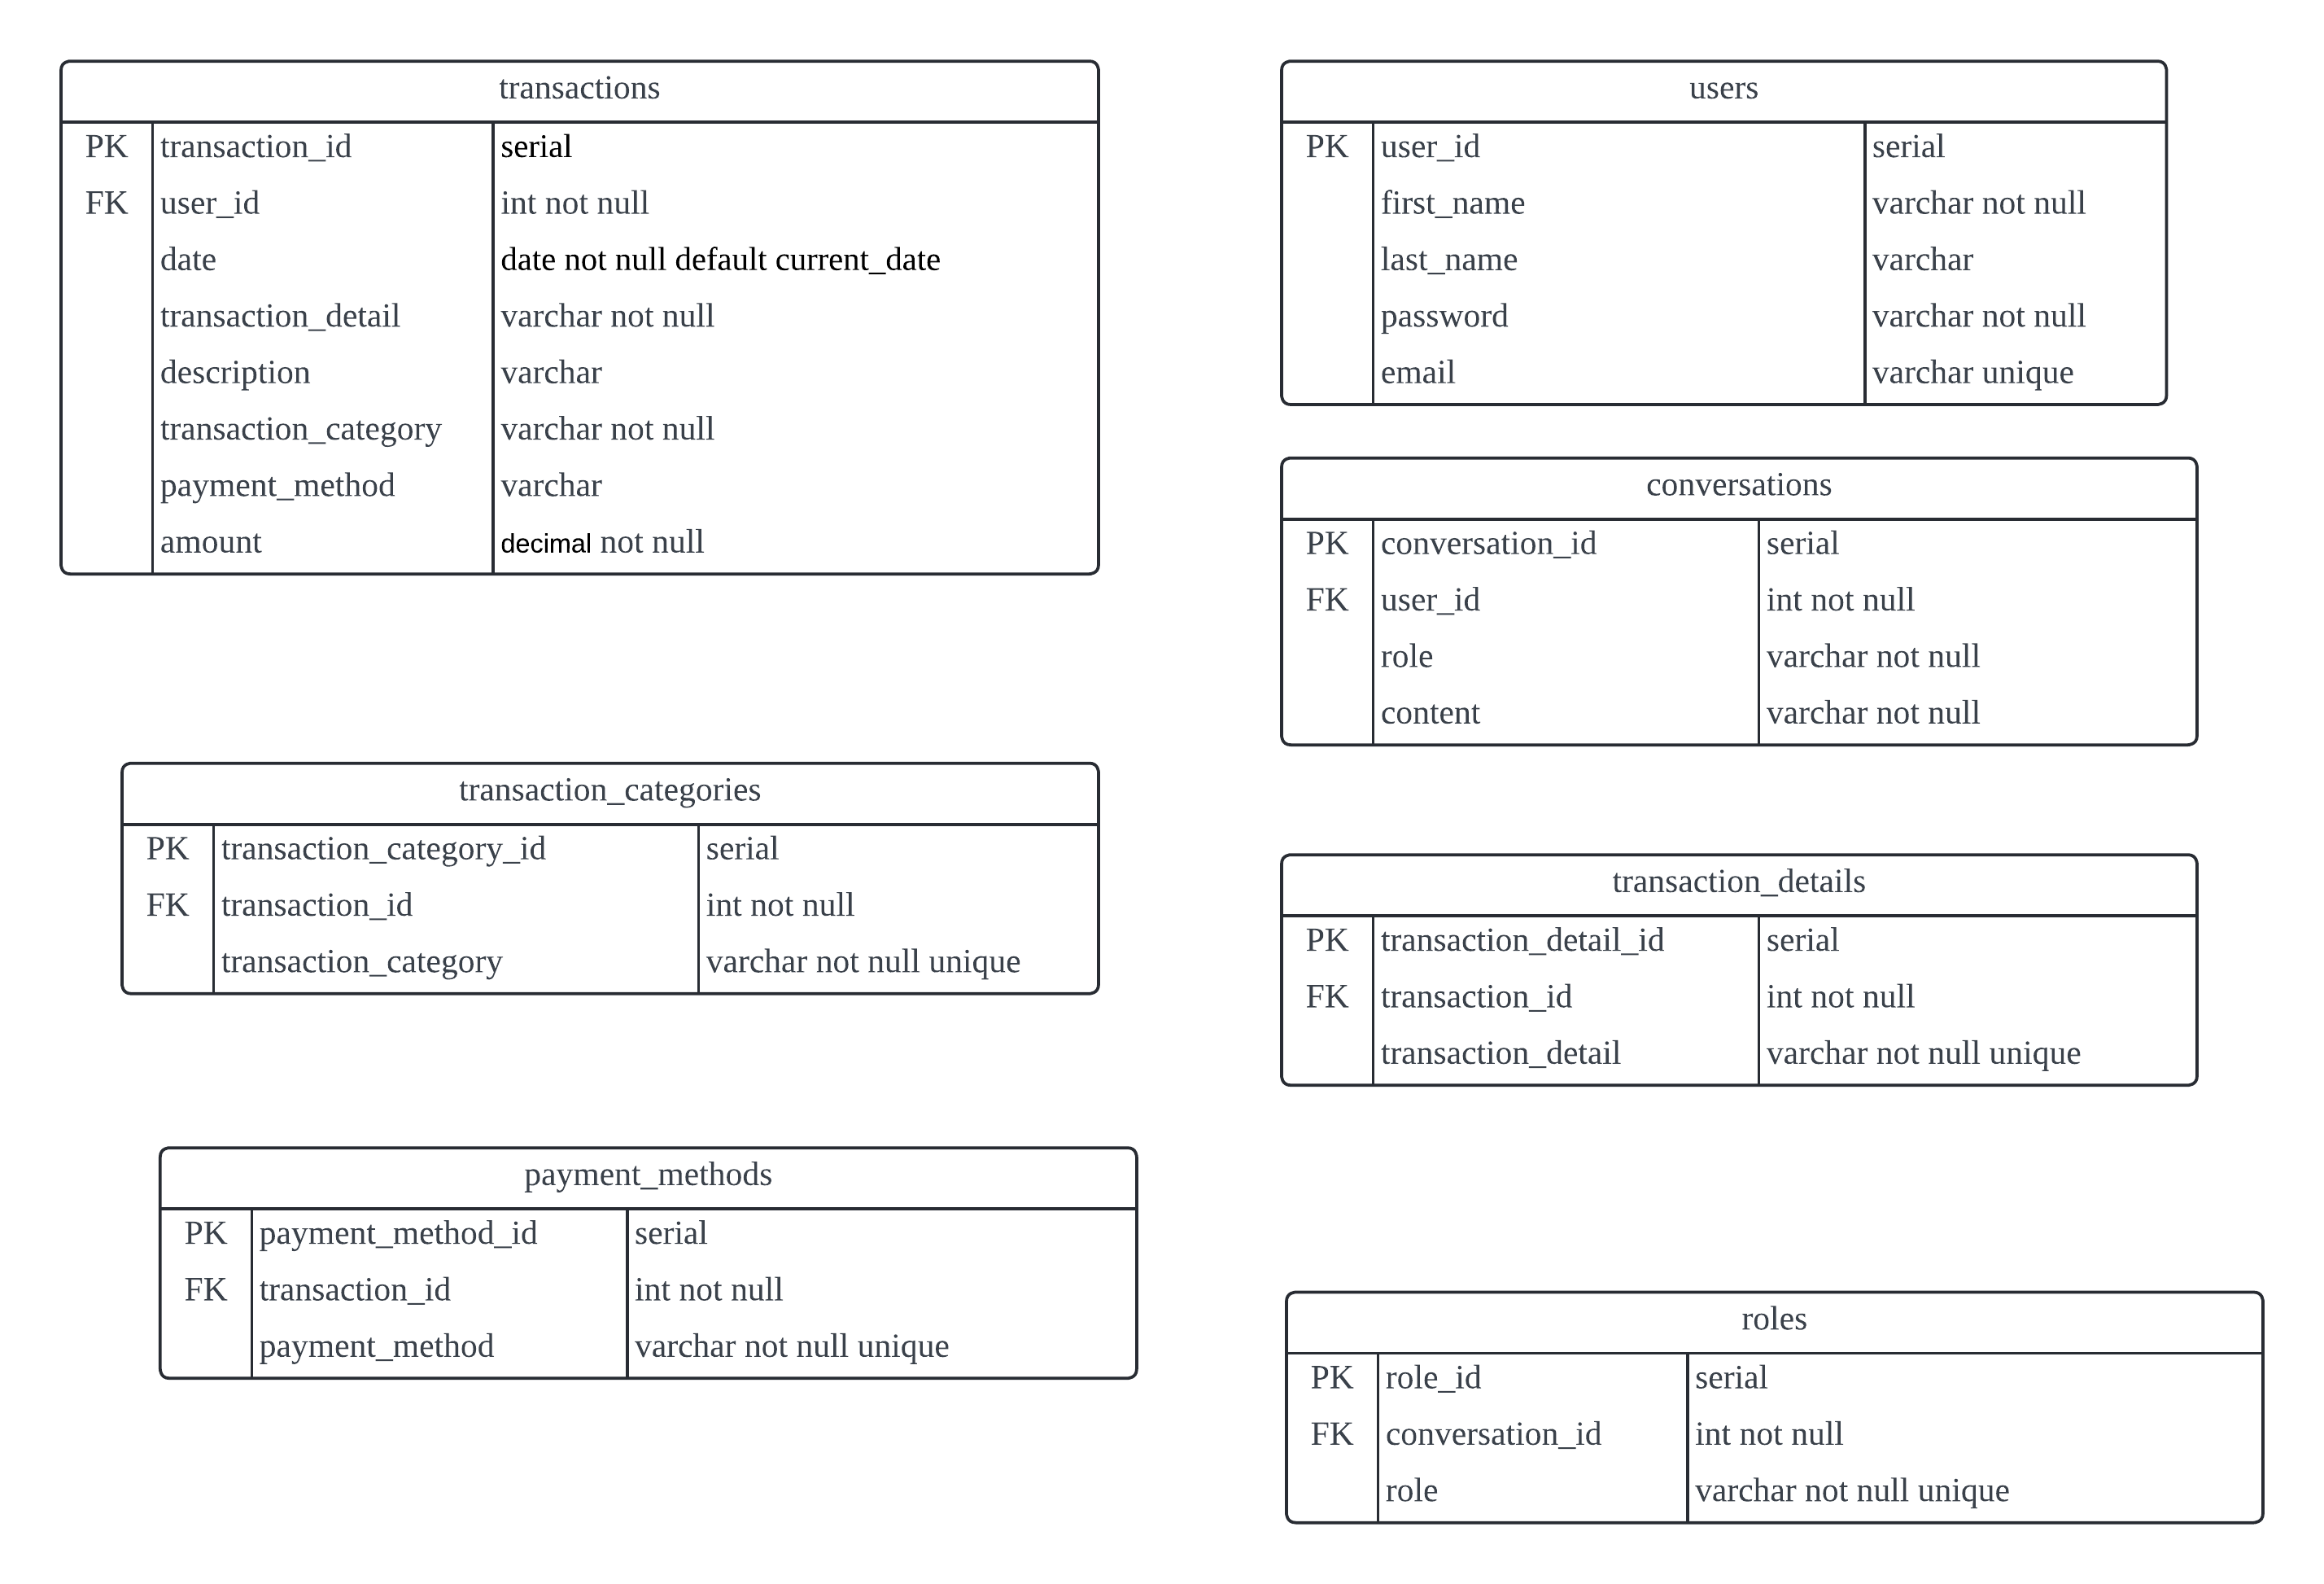 transactions
PK transaction_id serial
FK user_id int not null
date date not null default current_date
transaction_detail varchar not null
description varchar
transaction_category varchar not null
payment_method varchar
amount decimal not null
users
PK user_id serial
first_name varchar not null
last_name varchar
password varchar not null
email varchar unique
conversations
PK conversation_id serial
FK user_id int not null
role varchar not null
content varchar not null
transaction_categories
PK transaction_category_id serial
FK transaction_id int not null
transaction_category varchar not null unique
transaction_details
PK transaction_detail_id serial
FK transaction_id int not null
transaction_detail varchar not null unique
payment_methods
PK payment_method_id serial
FK transaction_id int not null
payment_method varchar not null unique
roles
PK role_id serial
FK conversation_id int not null
role varchar not null unique